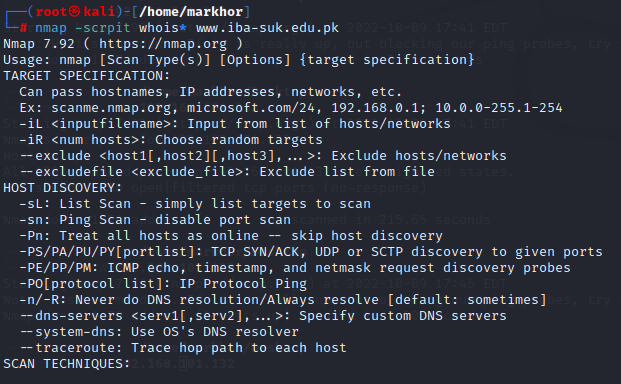 ┌──(root㉿kali)-[/home/markhor]
└─# nmap -scrpit whois* www.iba-suk.edu.pk
Nmap 7.92 ( https://nmap.org )
Usage: nmap [Scan Type(s)] [Options] {target specification}
TARGET SPECIFICATION:
  Can pass hostnames, IP addresses, networks, etc.
  Ex: scanme.nmap.org, microsoft.com/24, 192.168.0.1; 10.0.0-255.1-254
  -iL <inputfilename>: Input from list of hosts/networks
  -iR <num hosts>: Choose random targets
  --exclude <host1[,host2][,host3],...>: Exclude hosts/networks
  --excludefile <exclude_file>: Exclude list from file
HOST DISCOVERY:
  -sL: List Scan - simply list targets to scan
  -sn: Ping Scan - disable port scan
  -Pn: Treat all hosts as online -- skip host discovery
  -PS/PA/PU/PY[portlist]: TCP SYN/ACK, UDP or SCTP discovery to given ports
  -PE/PP/PM: ICMP echo, timestamp, and netmask request discovery probes
  -PO[protocol list]: IP Protocol Ping
  -n/-R: Never do DNS resolution/Always resolve [default: sometimes]
  --dns-servers <serv1[,serv2],...>: Specify custom DNS servers
  --system-dns: Use OS's DNS resolver
  --traceroute: Trace hop path to each host
SCAN TECHNIQUES: